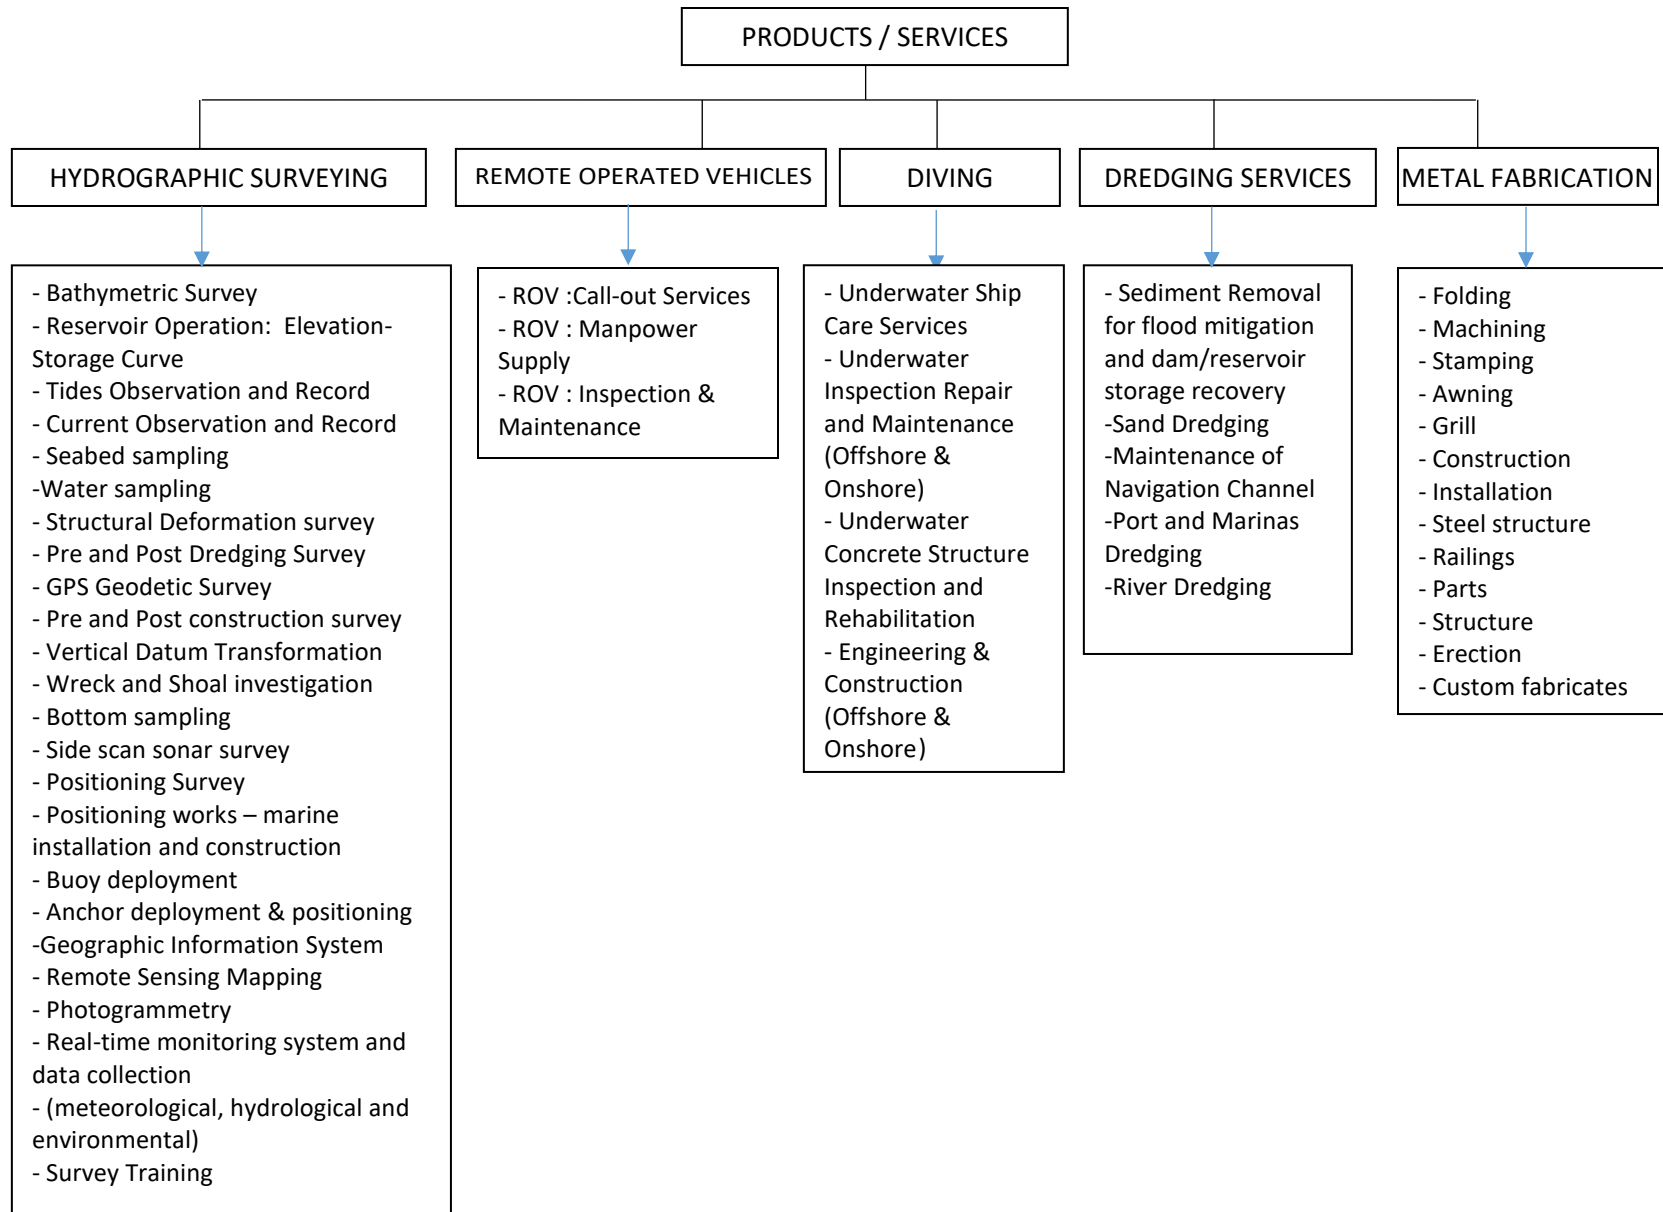 PRODUCTS / SERVICES
HYDROGRAPHIC SURVEYING
REMOTE OPERATED VEHICLES
DIVING
DREDGING SERVICES
METAL FABRICATION
- Bathymetric Survey
- Reservoir Operation:  Elevation-
Storage Curve
- Tides Observation and Record
- Current Observation and Record
- Seabed sampling
-Water sampling
- Structural Deformation survey
- Pre and Post Dredging Survey
- GPS Geodetic Survey
- Pre and Post construction survey
- Vertical Datum Transformation
- Wreck and Shoal investigation
- Bottom sampling
- Side scan sonar survey
- Positioning Survey
- Positioning works – marine
installation and construction
- Buoy deployment
- Anchor deployment & positioning
-Geographic Information System
- Remote Sensing Mapping
- Photogrammetry
- Real-time monitoring system and
data collection
- (meteorological, hydrological and
environmental)
- Survey Training
- ROV :Call-out Services
- ROV : Manpower
Supply
- ROV : Inspection &
Maintenance
- Underwater Ship
Care Services
- Underwater
Inspection Repair
and Maintenance
(Offshore &
Onshore)
- Underwater
Concrete Structure
Inspection and
Rehabilitation
- Engineering &
Construction
(Offshore &
Onshore)
- Sediment Removal
for flood mitigation
and dam/reservoir
storage recovery
-Sand Dredging
-Maintenance of
Navigation Channel
-Port and Marinas
Dredging
-River Dredging
- Folding
- Machining
- Stamping
- Awning
- Grill
- Construction
- Installation
- Steel structure
- Railings
- Parts
- Structure
- Erection
- Custom fabricates